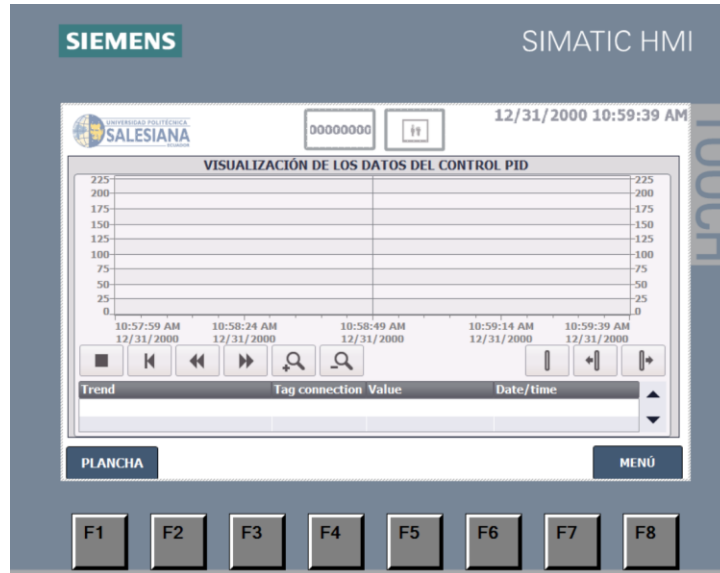 SIEMENS
SIMATIC HMI
TOUCH
UNIVERSIDAD POLITÉCNICA
SALESIANA
ECUADOR
00000000
12/31/2000 10:59:39 AM
VISUALIZACIÓN DE LOS DATOS DEL CONTROL PID
225 225
200 200
175 175
150 150
125 125
100 100
75 75
50 50
25 25
0 0
10:57:59 AM 10:58:24 AM 10:58:49 AM 10:59:14 AM 10:59:39 AM
12/31/2000 12/31/2000 12/31/2000 12/31/2000 12/31/2000
Trend Tag connection Value Date/time
PLANCHA MENÚ
F1 F2 F3 F4 F5 F6 F7 F8